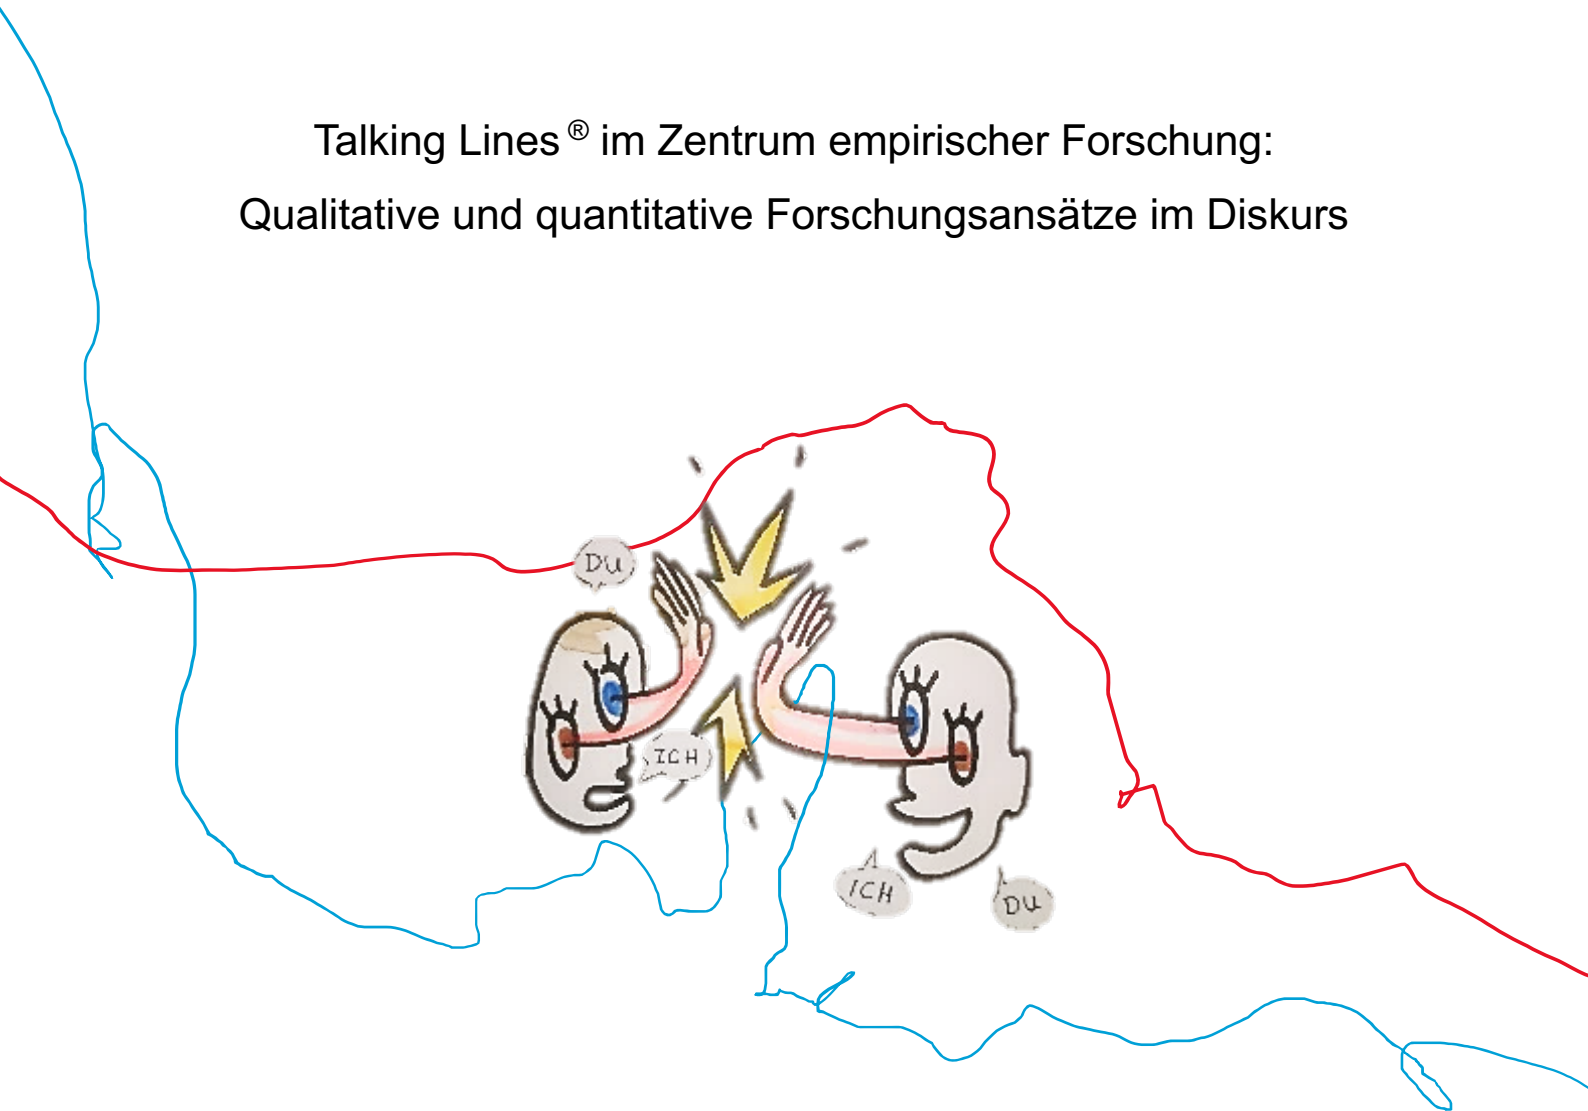 Talking Lines ® im Zentrum empirischer Forschung:
Qualitative und quantitative Forschungsansätze im Diskurs
DU
ICH
ICH
DU